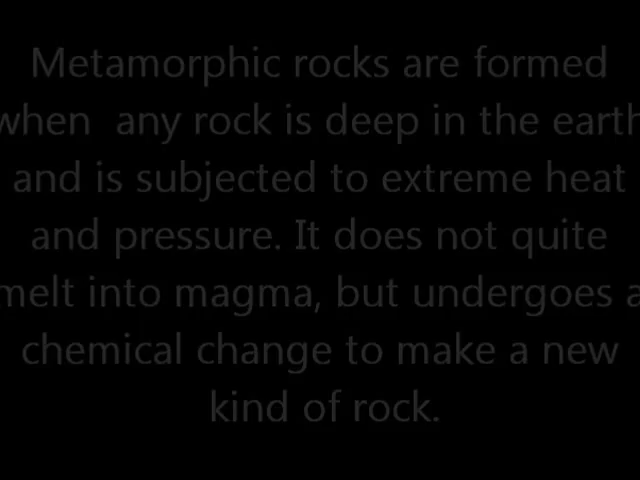 Metamorphic rocks are formed
when  any rock is deep in the earth
and is subjected to extreme heat
and pressure. It does not quite
melt into magma, but undergoes a
chemical change to make a new
kind of rock.